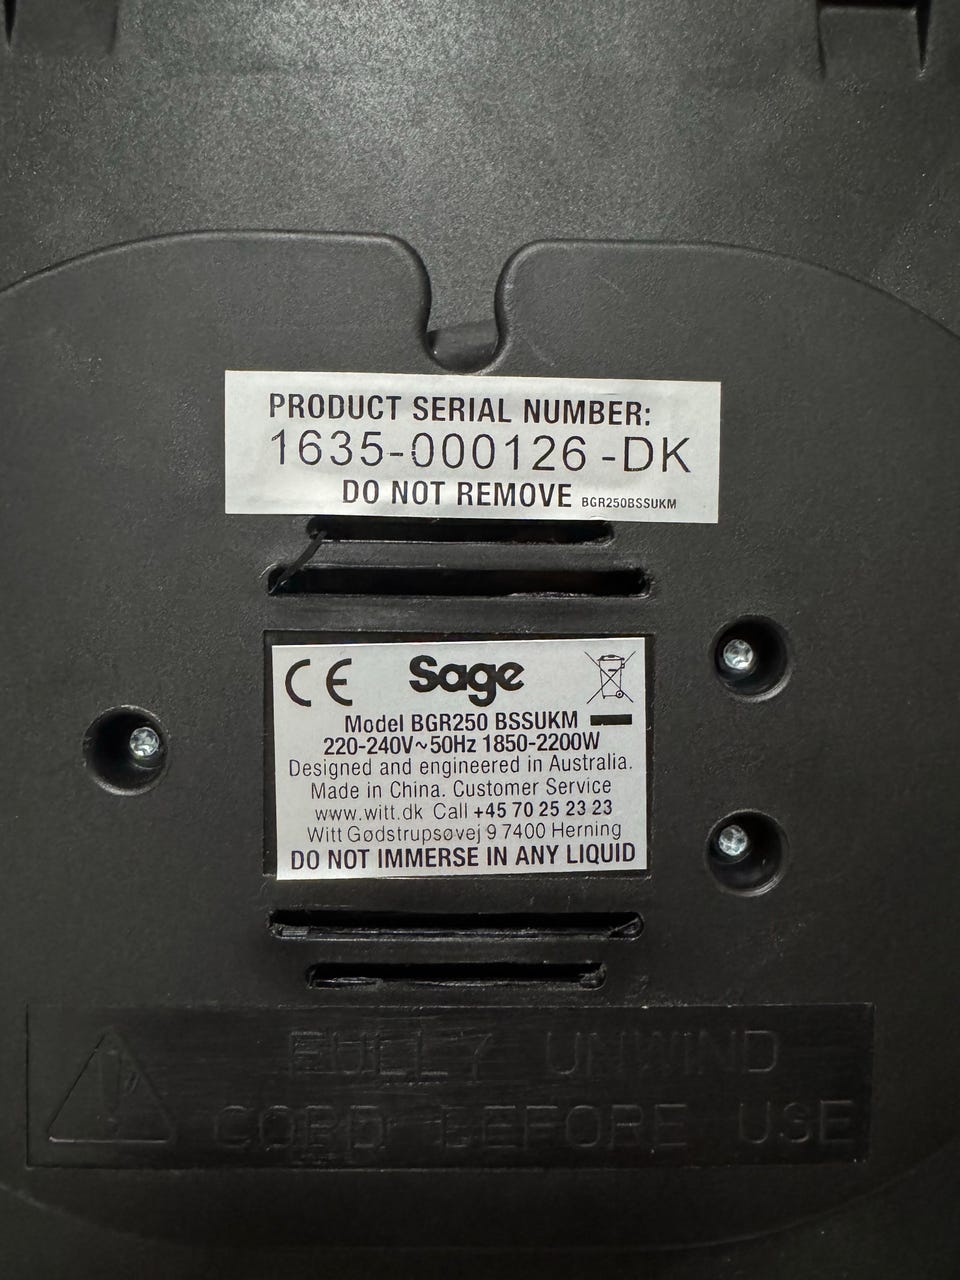 PRODUCT SERIAL NUMBER:
1635-000126-DK
DO NOT REMOVE BGR250BSSUKM
CE Sage
Model BGR250 BSSUKM
220-240V~50Hz 1850-2200W
Designed and engineered in Australia.
Made in China. Customer Service
www.witt.dk Call +45 70 25 23 23
Witt Gødstrupsøvej 9 7400 Herning
DO NOT IMMERSE IN ANY LIQUID
! FULLY UNWIND
CORD BEFORE USE